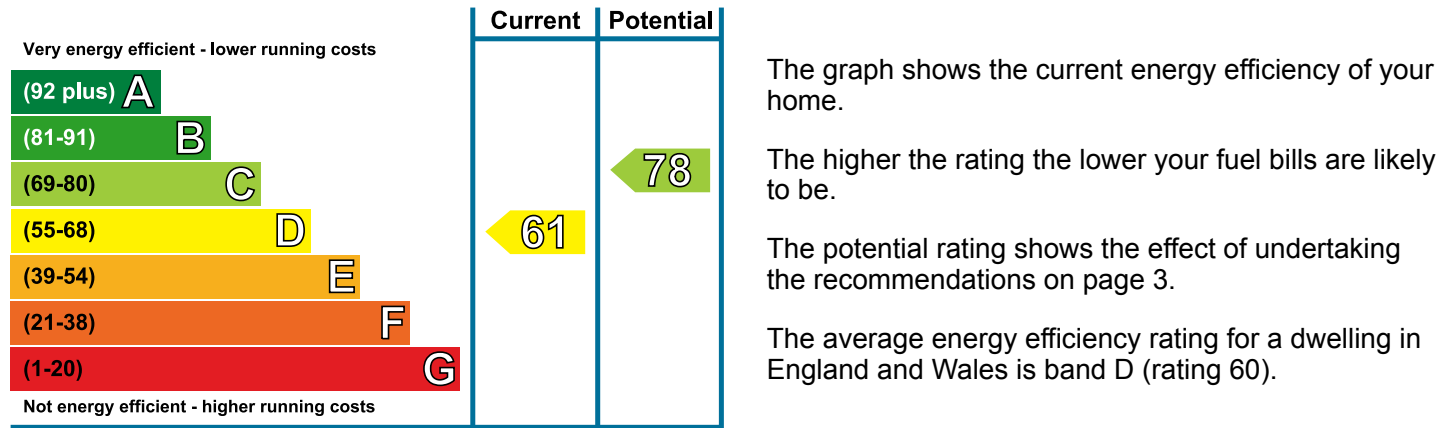 Current Potential
Very energy efficient - lower running costs
(92 plus) A
(81-91) B
(69-80) C
78
(55-68) D
61
(39-54) E
(21-38) F
(1-20) G
Not energy efficient - higher running costs
The graph shows the current energy efficiency of your
home.
The higher the rating the lower your fuel bills are likely
to be.
The potential rating shows the effect of undertaking
the recommendations on page 3.
The average energy efficiency rating for a dwelling in
England and Wales is band D (rating 60).